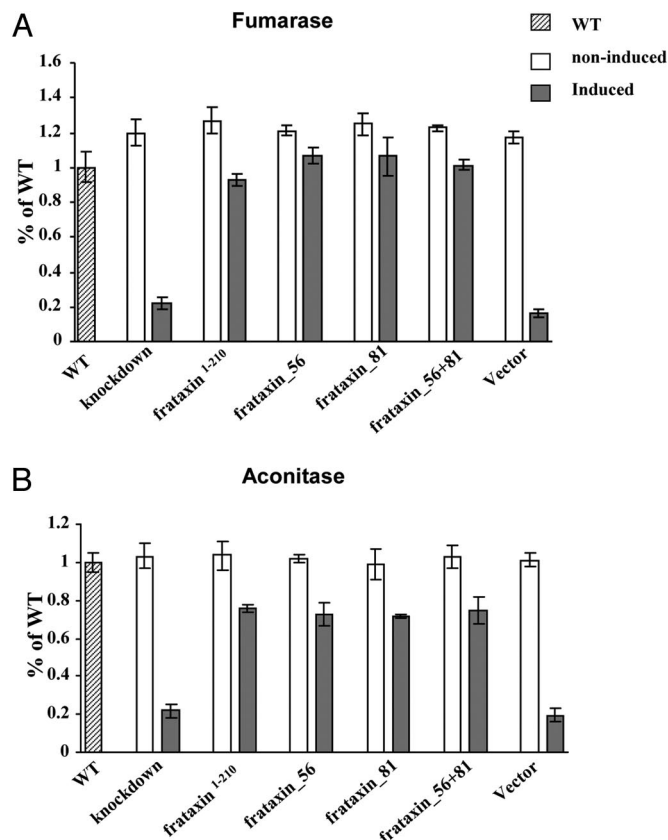 A
Fumarase
WT
non-induced
Induced
% of WT
1.6
1.4
1.2
1
0.8
0.6
0.4
0.2
0
WT
knockdown
frataxin 1-210
frataxin_56
frataxin_81
frataxin_56+81
Vector
B
Aconitase
% of WT
1.2
1
0.8
0.6
0.4
0.2
0
WT
knockdown
frataxin 1-210
frataxin_56
frataxin_81
frataxin_56+81
Vector